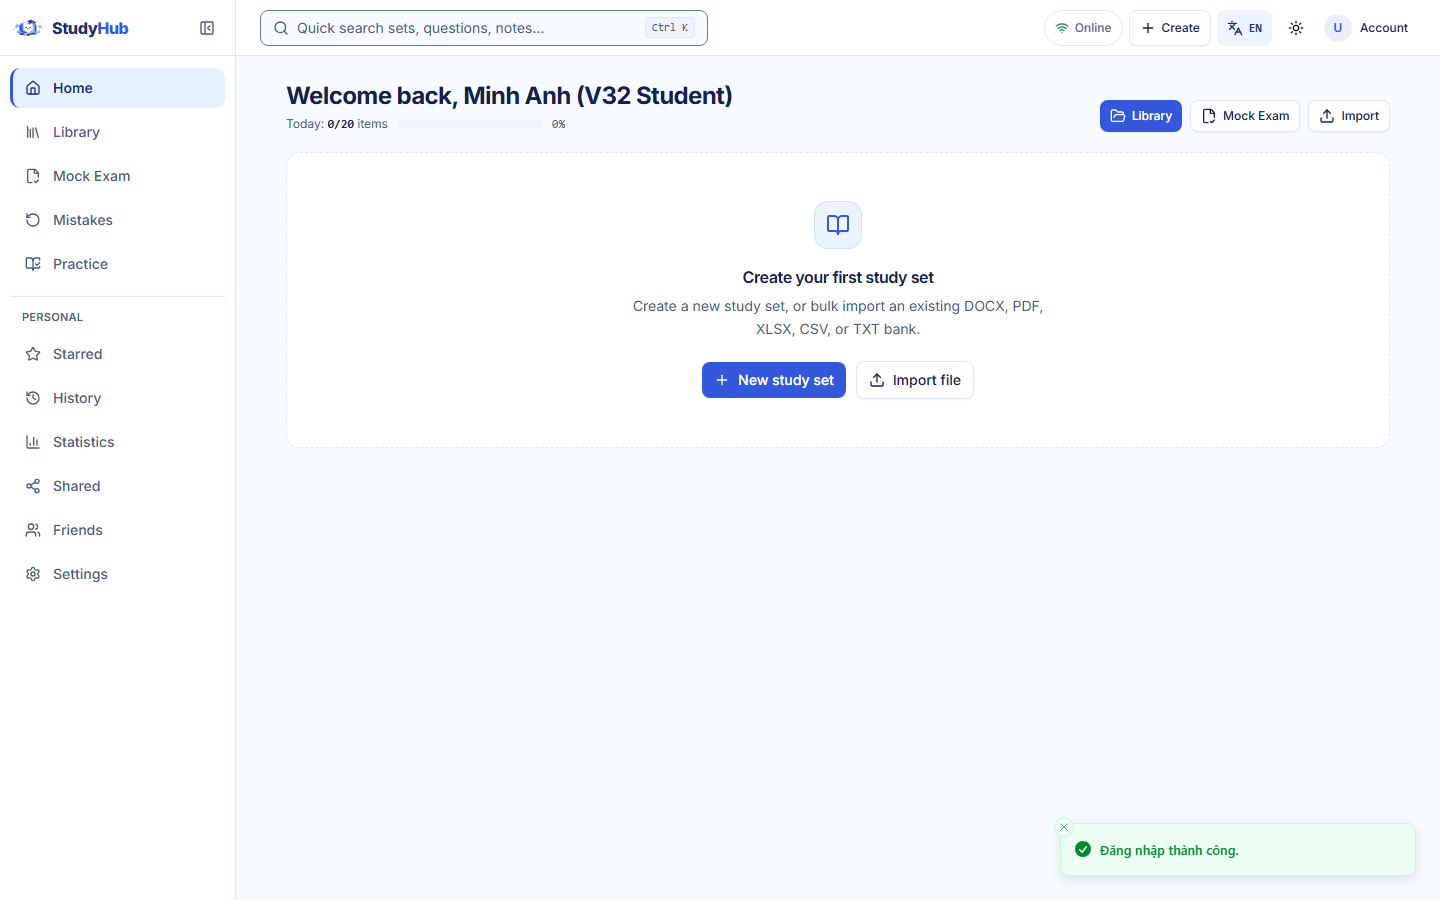 StudyHub
Quick search sets, questions, notes...
Ctrl K
Online
Create
EN
U
Account
Home
Library
Mock Exam
Mistakes
Practice
PERSONAL
Starred
History
Statistics
Shared
Friends
Settings
Welcome back, Minh Anh (V32 Student)
Today: 0/20 items
0%
Library
Mock Exam
Import
Create your first study set
Create a new study set, or bulk import an existing DOCX, PDF,
XLSX, CSV, or TXT bank.
New study set
Import file
Đăng nhập thành công.